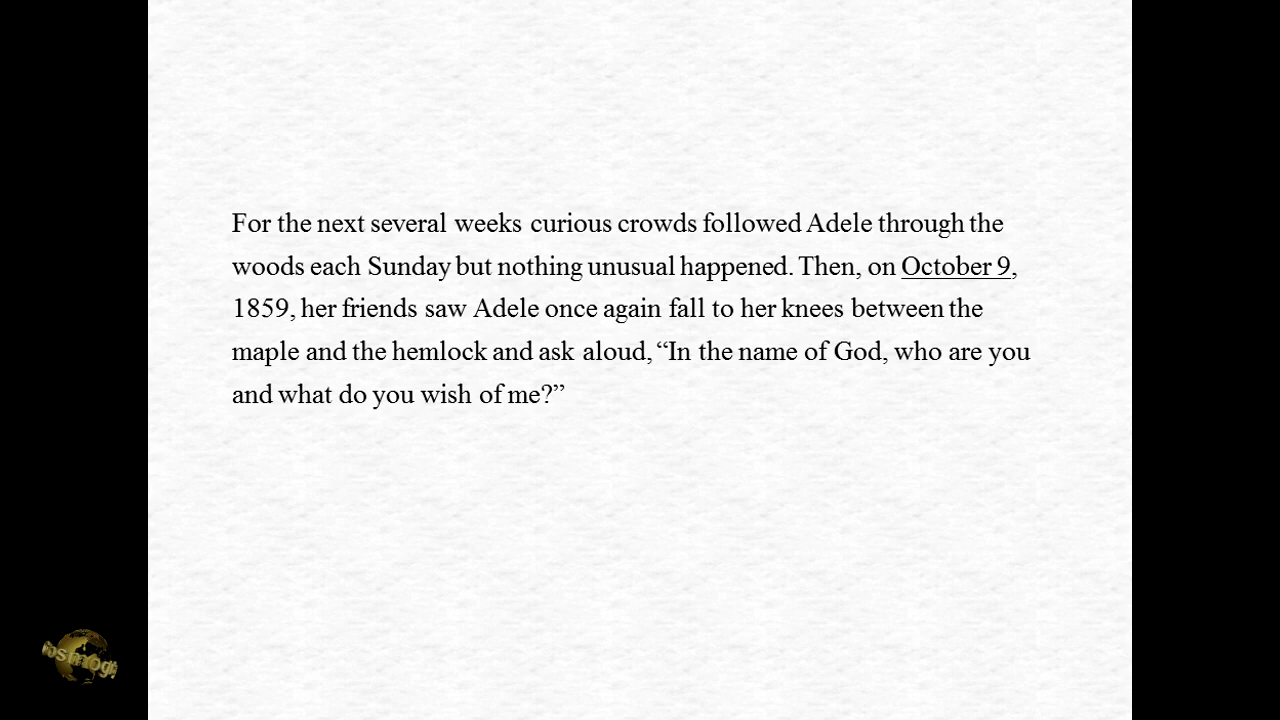 For the next several weeks curious crowds followed Adele through the
woods each Sunday but nothing unusual happened. Then, on October 9,
1859, her friends saw Adele once again fall to her knees between the
maple and the hemlock and ask aloud, “In the name of God, who are you
and what do you wish of me?”